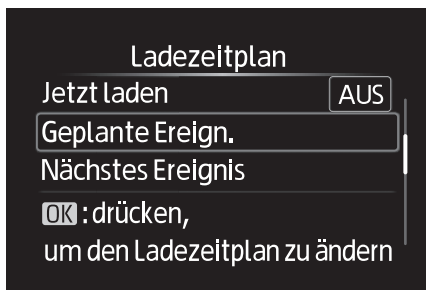 Ladezeitplan
Jetzt laden AUS
Geplante Ereign.
Nächstes Ereignis
OK : drücken,
um den Ladezeitplan zu ändern